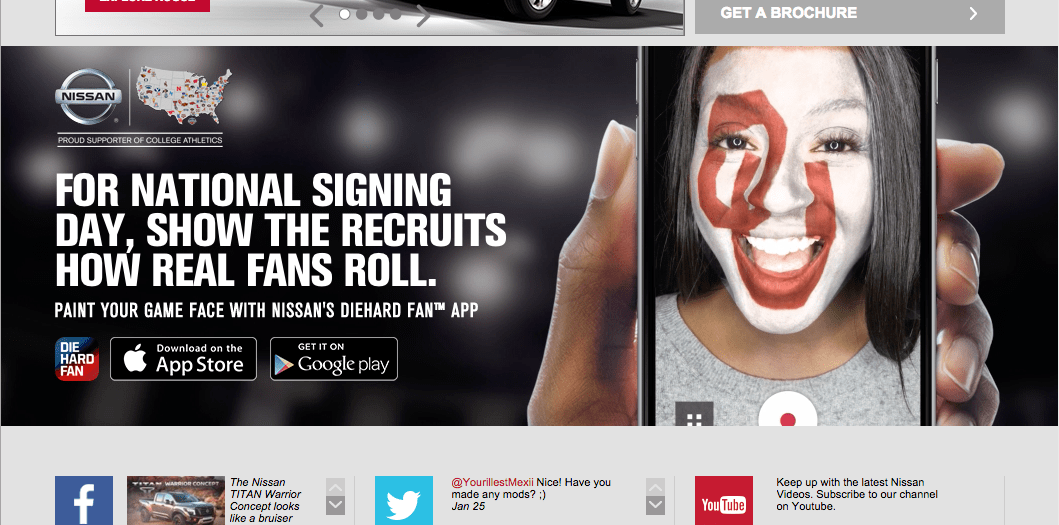 GET A BROCHURE
NISSAN
PROUD SUPPORTER OF COLLEGE ATHLETICS
FOR NATIONAL SIGNING
DAY, SHOW THE RECRUITS
HOW REAL FANS ROLL.
PAINT YOUR GAME FACE WITH NISSAN'S DIEHARD FAN™ APP
DIE
HARD
FAN
Download on the
App Store
GET IT ON
Google play
TITAN WARRIOR CONCEPT
The Nissan
TITAN Warrior
Concept looks
like a bruiser
@YourillestMexii Nice! Have you
made any mods? ;)
Jan 25
YouTube
Keep up with the latest Nissan
Videos. Subscribe to our channel
on Youtube.